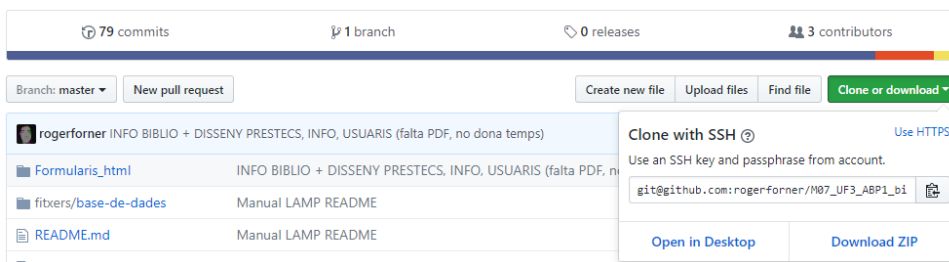 79 commits 1 branch 0 releases 3 contributors
Branch: master New pull request Create new file Upload files Find file Clone or download
rogerforner INFO BIBLIO + DISSENY PRESTECS, INFO, USUARIS (falta PDF, no dona temps)
Formularis_html INFO BIBLIO + DISSENY PRESTECS, INFO, USUARIS (falta PDF,
fitxers/base-de-dades Manual LAMP README
README.md Manual LAMP README
Clone with SSH Use HTTPS
Use an SSH key and passphrase from account.
git@github.com:rogerforner/M07_UF3_ABP1_bi
Open in Desktop Download ZIP